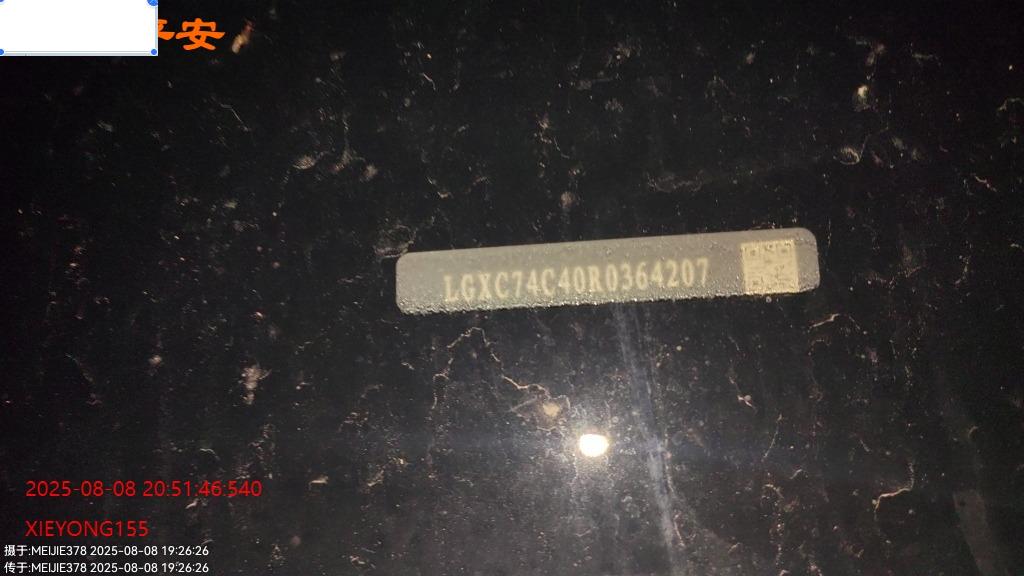 平安
LGXC74C40R0364207
2025-08-08 20:51:46:540
XIEYONG155
摄于:MEIJIE378 2025-08-08 19:26:26
传于:MEIJIE378 2025-08-08 19:26:26